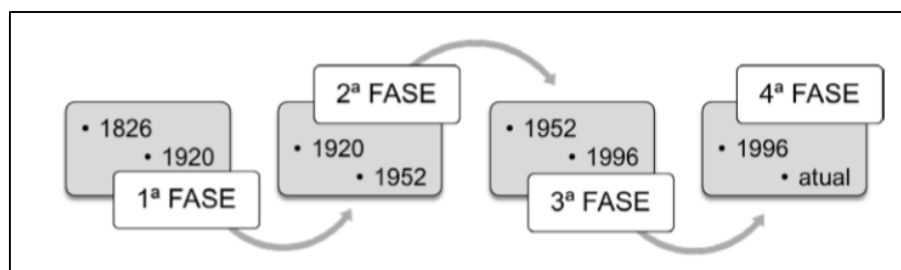 • 1826
• 1920
1ª FASE
2ª FASE
• 1920
• 1952
• 1952
• 1996
3ª FASE
4ª FASE
• 1996
• atual